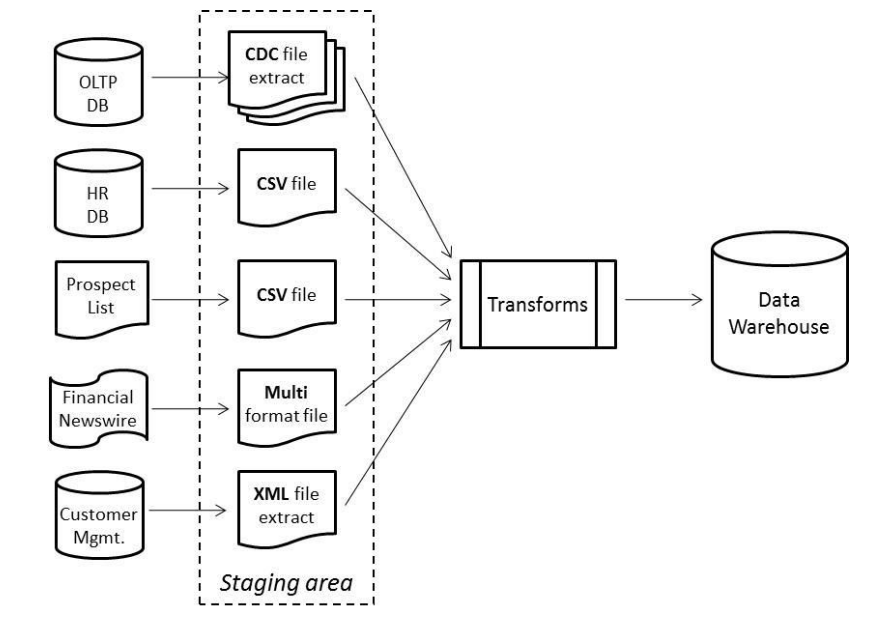 OLTP
DB
CDC file
extract
HR
DB
CSV file
Prospect
List
CSV file
Transforms
Data
Warehouse
Financial
Newswire
Multi
format file
Customer
Mgmt.
XML file
extract
Staging area